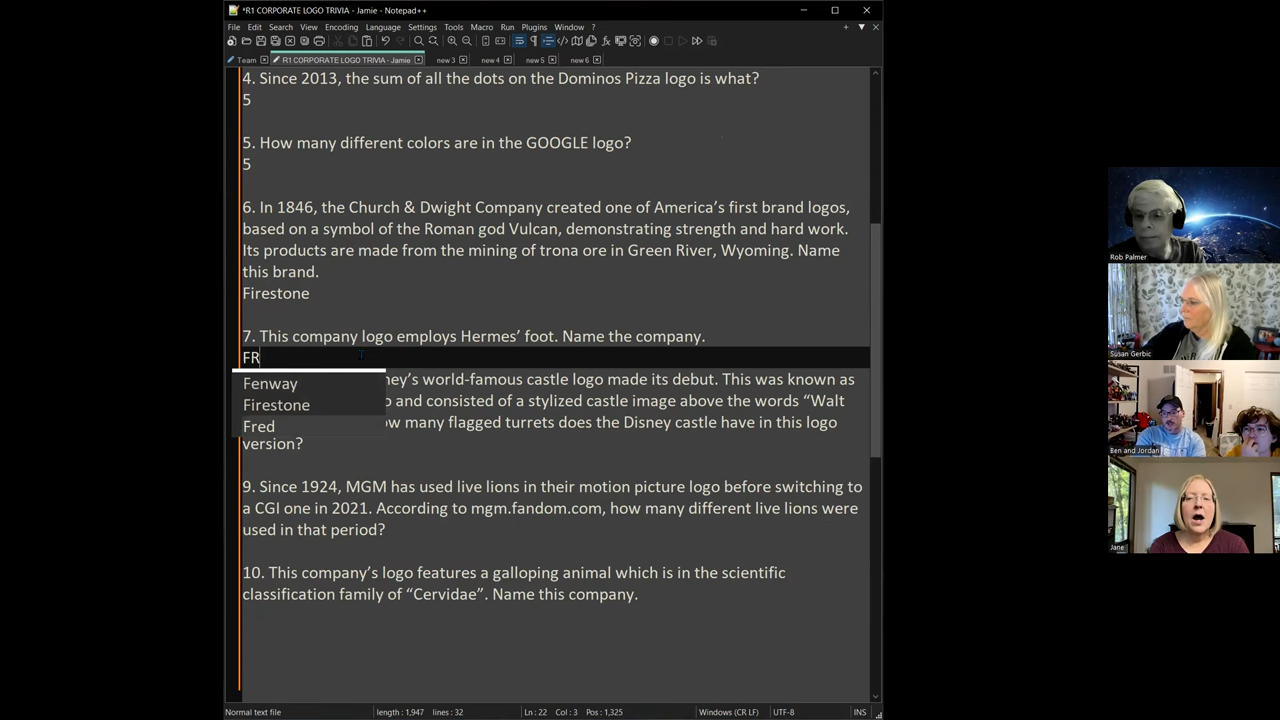 *R1 CORPORATE LOGO TRIVIA - Jamie - Notepad++
File Edit Search View Encoding Language Settings Tools Macro Run Plugins Window ?
Team R1 CORPORATE LOGO TRIVIA - Jamie new 3 new 4 new 5 new 6
4. Since 2013, the sum of all the dots on the Dominos Pizza logo is what?
5
5. How many different colors are in the GOOGLE logo?
5
6. In 1846, the Church & Dwight Company created one of America’s first brand logos,
based on a symbol of the Roman god Vulcan, demonstrating strength and hard work.
Its products are made from the mining of trona ore in Green River, Wyoming. Name
this brand.
Firestone
7. This company logo employs Hermes’ foot. Name the company.
FR
Fenway
Firestone
Fred
ney’s world-famous castle logo made its debut. This was known as
o and consisted of a stylized castle image above the words “Walt
ow many flagged turrets does the Disney castle have in this logo
version?
9. Since 1924, MGM has used live lions in their motion picture logo before switching to
a CGI one in 2021. According to mgm.fandom.com, how many different live lions were
used in that period?
10. This company’s logo features a galloping animal which is in the scientific
classification family of “Cervidae”. Name this company.
Normal text file length : 1,947 lines : 32 Ln : 22 Col : 3 Pos : 1,325 Windows (CR LF) UTF-8 INS
Rob Palmer
Susan Gerbic
Ben and Jordan
Jane